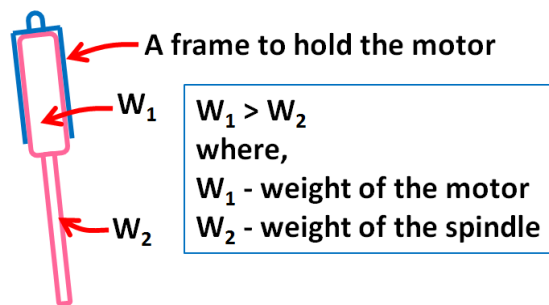 A frame to hold the motor
W₁
W₂
W₁ > W₂
where,
W₁ - weight of the motor
W₂ - weight of the spindle